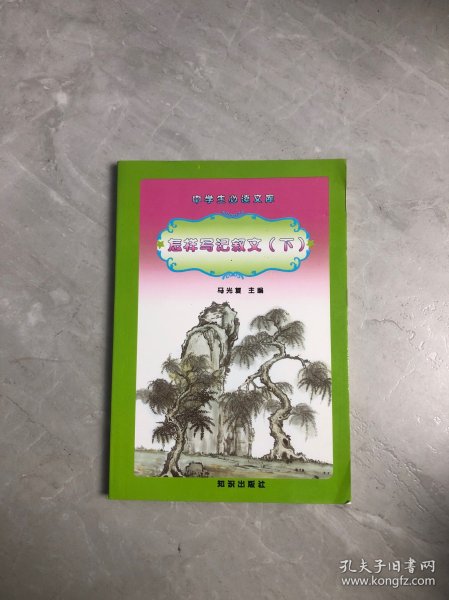 中学生必读文库
怎样写记叙文（下）
马光复 主编
知识出版社
孔夫子旧书网
www.kongfz.com